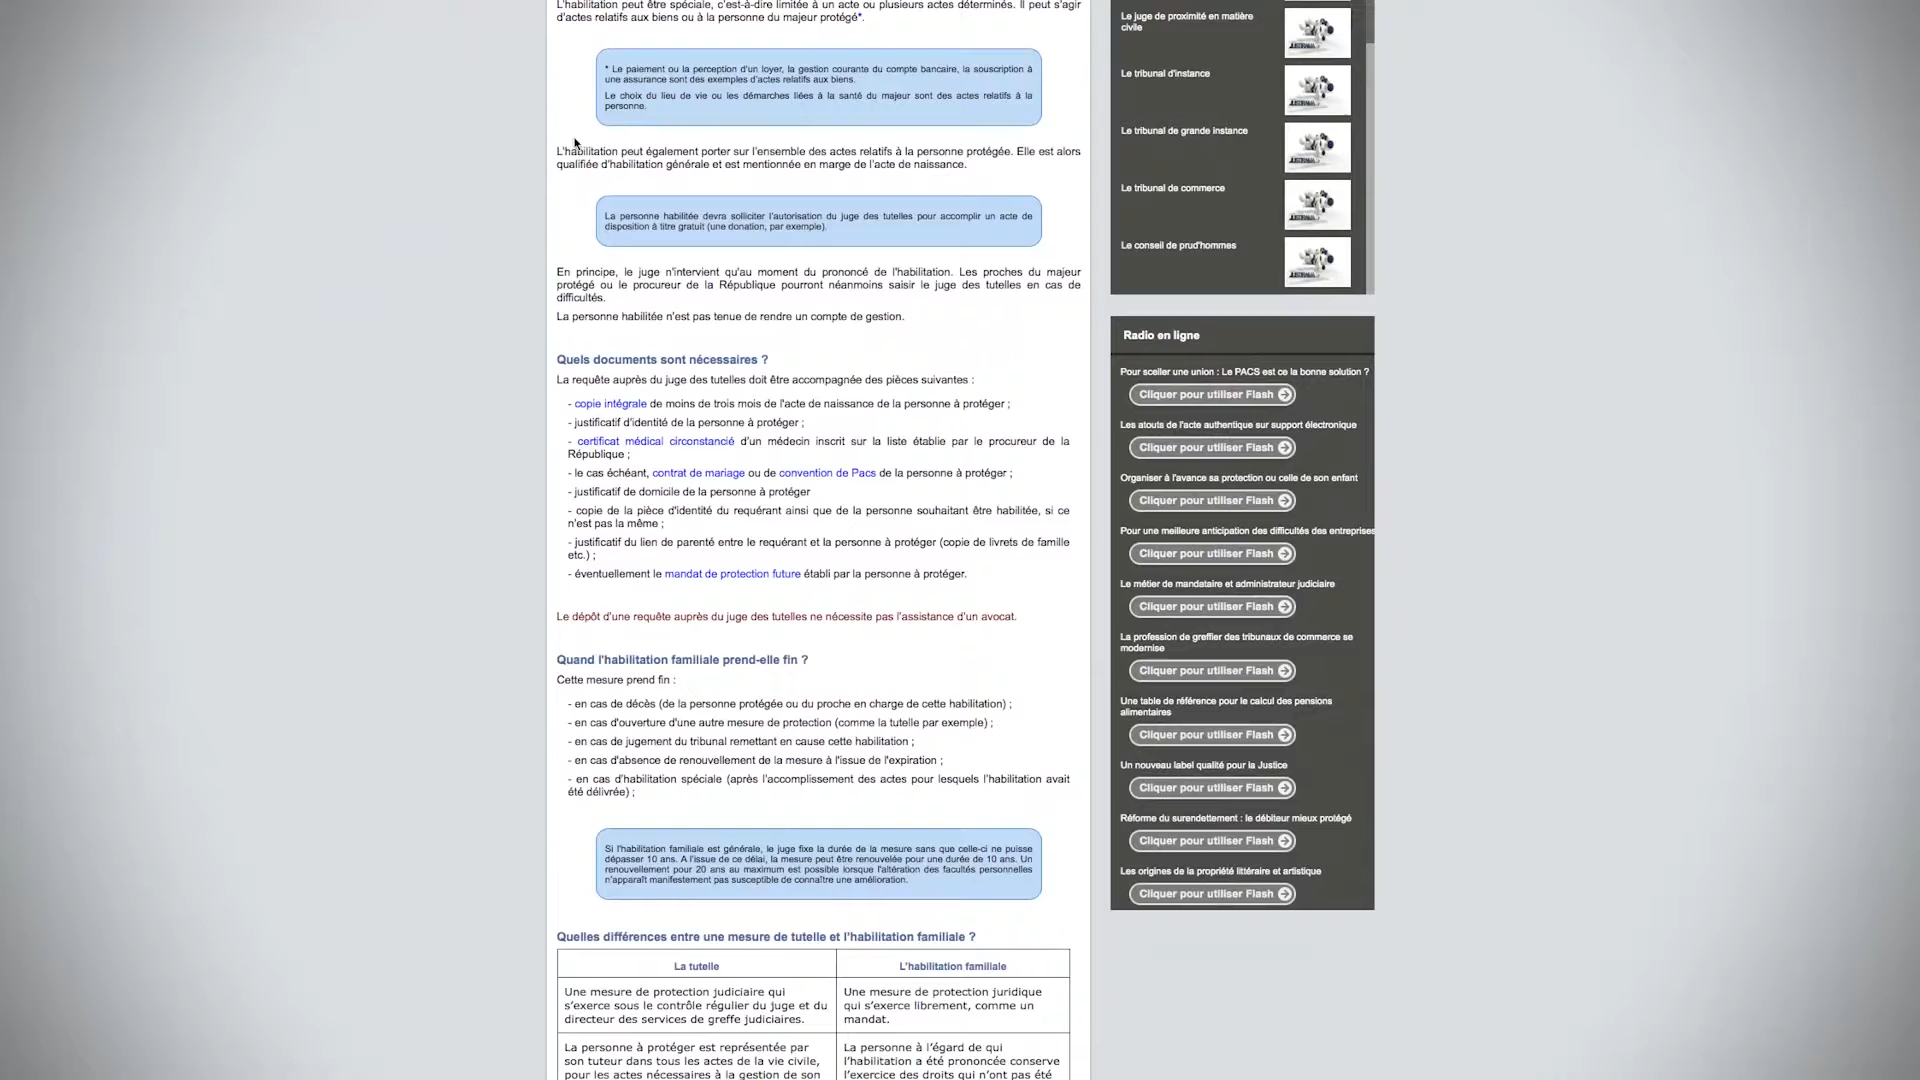 L'habilitation peut être spéciale, c'est-à-dire limitée à un acte ou plusieurs actes déterminés. Il peut s'agir
d'actes relatifs aux biens ou à la personne du majeur protégé*.
* Le paiement ou la perception d'un loyer, la gestion courante du compte bancaire, la souscription à
une assurance sont des exemples d'actes relatifs aux biens.
Le choix du lieu de vie ou les démarches liées à la santé du majeur sont des actes relatifs à la
personne.
L'habilitation peut également porter sur l'ensemble des actes relatifs à la personne protégée. Elle est alors
qualifiée d'habilitation générale et est mentionnée en marge de l'acte de naissance.
La personne habilitée devra solliciter l'autorisation du juge des tutelles pour accomplir un acte de
disposition à titre gratuit (une donation, par exemple).
En principe, le juge n'intervient qu'au moment du prononcé de l'habilitation. Les proches du majeur
protégé ou le procureur de la République pourront néanmoins saisir le juge des tutelles en cas de
difficultés.
La personne habilitée n'est pas tenue de rendre un compte de gestion.
Quels documents sont nécessaires ?
La requête auprès du juge des tutelles doit être accompagnée des pièces suivantes :
- copie intégrale de moins de trois mois de l'acte de naissance de la personne à protéger ;
- justificatif d'identité de la personne à protéger ;
- certificat médical circonstancié d'un médecin inscrit sur la liste établie par le procureur de la
République ;
- le cas échéant, contrat de mariage ou de convention de Pacs de la personne à protéger ;
- justificatif de domicile de la personne à protéger
- copie de la pièce d'identité du requérant ainsi que de la personne souhaitant être habilitée, si ce
n'est pas la même ;
- justificatif du lien de parenté entre le requérant et la personne à protéger (copie de livrets de famille
etc.) ;
- éventuellement le mandat de protection future établi par la personne à protéger.
Le dépôt d'une requête auprès du juge des tutelles ne nécessite pas l'assistance d'un avocat.
Quand l'habilitation familiale prend-elle fin ?
Cette mesure prend fin :
- en cas de décès (de la personne protégée ou du proche en charge de cette habilitation) ;
- en cas d'ouverture d'une autre mesure de protection (comme la tutelle par exemple) ;
- en cas de jugement du tribunal remettant en cause cette habilitation ;
- en cas d'absence de renouvellement de la mesure à l'issue de l'expiration ;
- en cas d'habilitation spéciale (après l'accomplissement des actes pour lesquels l'habilitation avait
été délivrée) ;
Si l'habilitation familiale est générale, le juge fixe la durée de la mesure sans que celle-ci ne puisse
dépasser 10 ans. A l'issue de ce délai, la mesure peut être renouvelée pour une durée de 10 ans. Un
renouvellement pour 20 ans au maximum est possible lorsque l'altération des facultés personnelles
n'apparaît manifestement pas susceptible de connaître une amélioration.
Quelles différences entre une mesure de tutelle et l'habilitation familiale ?
La tutelle
L'habilitation familiale
Une mesure de protection judiciaire qui
s'exerce sous le contrôle régulier du juge et du
directeur des services de greffe judiciaires.
Une mesure de protection juridique
qui s'exerce librement, comme un
mandat.
La personne à protéger est représentée par
son tuteur dans tous les actes de la vie civile,
pour les actes nécessaires à la gestion de son
La personne à l'égard de qui
l'habilitation a été prononcée conserve
l'exercice des droits qui n'ont pas été
Le juge de proximité en matière
civile
Le tribunal d'instance
Le tribunal de grande instance
Le tribunal de commerce
Le conseil de prud'hommes
Radio en ligne
Pour sceller une union : Le PACS est ce la bonne solution ?
Cliquer pour utiliser Flash
Les atouts de l'acte authentique sur support électronique
Cliquer pour utiliser Flash
Organiser à l'avance sa protection ou celle de son enfant
Cliquer pour utiliser Flash
Pour une meilleure anticipation des difficultés des entreprises
Cliquer pour utiliser Flash
Le métier de mandataire et administrateur judiciaire
Cliquer pour utiliser Flash
La profession de greffier des tribunaux de commerce se
modernise
Cliquer pour utiliser Flash
Une table de référence pour le calcul des pensions
alimentaires
Cliquer pour utiliser Flash
Un nouveau label qualité pour la Justice
Cliquer pour utiliser Flash
Réforme du surendettement : le débiteur mieux protégé
Cliquer pour utiliser Flash
Les origines de la propriété littéraire et artistique
Cliquer pour utiliser Flash